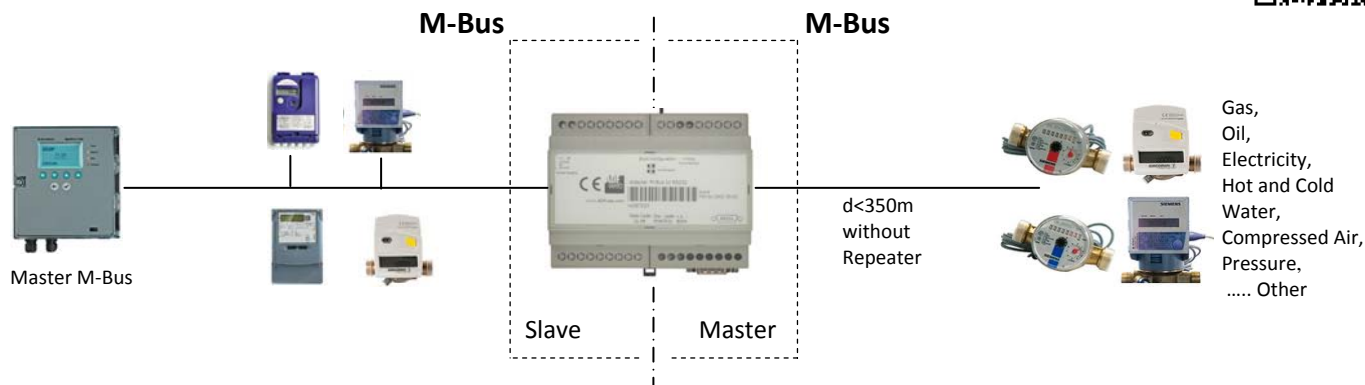 M-Bus
M-Bus
Master M-Bus
Slave
Master
d<350m
without
Repeater
SIEMENS
Gas,
Oil,
Electricity,
Hot and Cold
Water,
Compressed Air,
Pressure,
..... Other